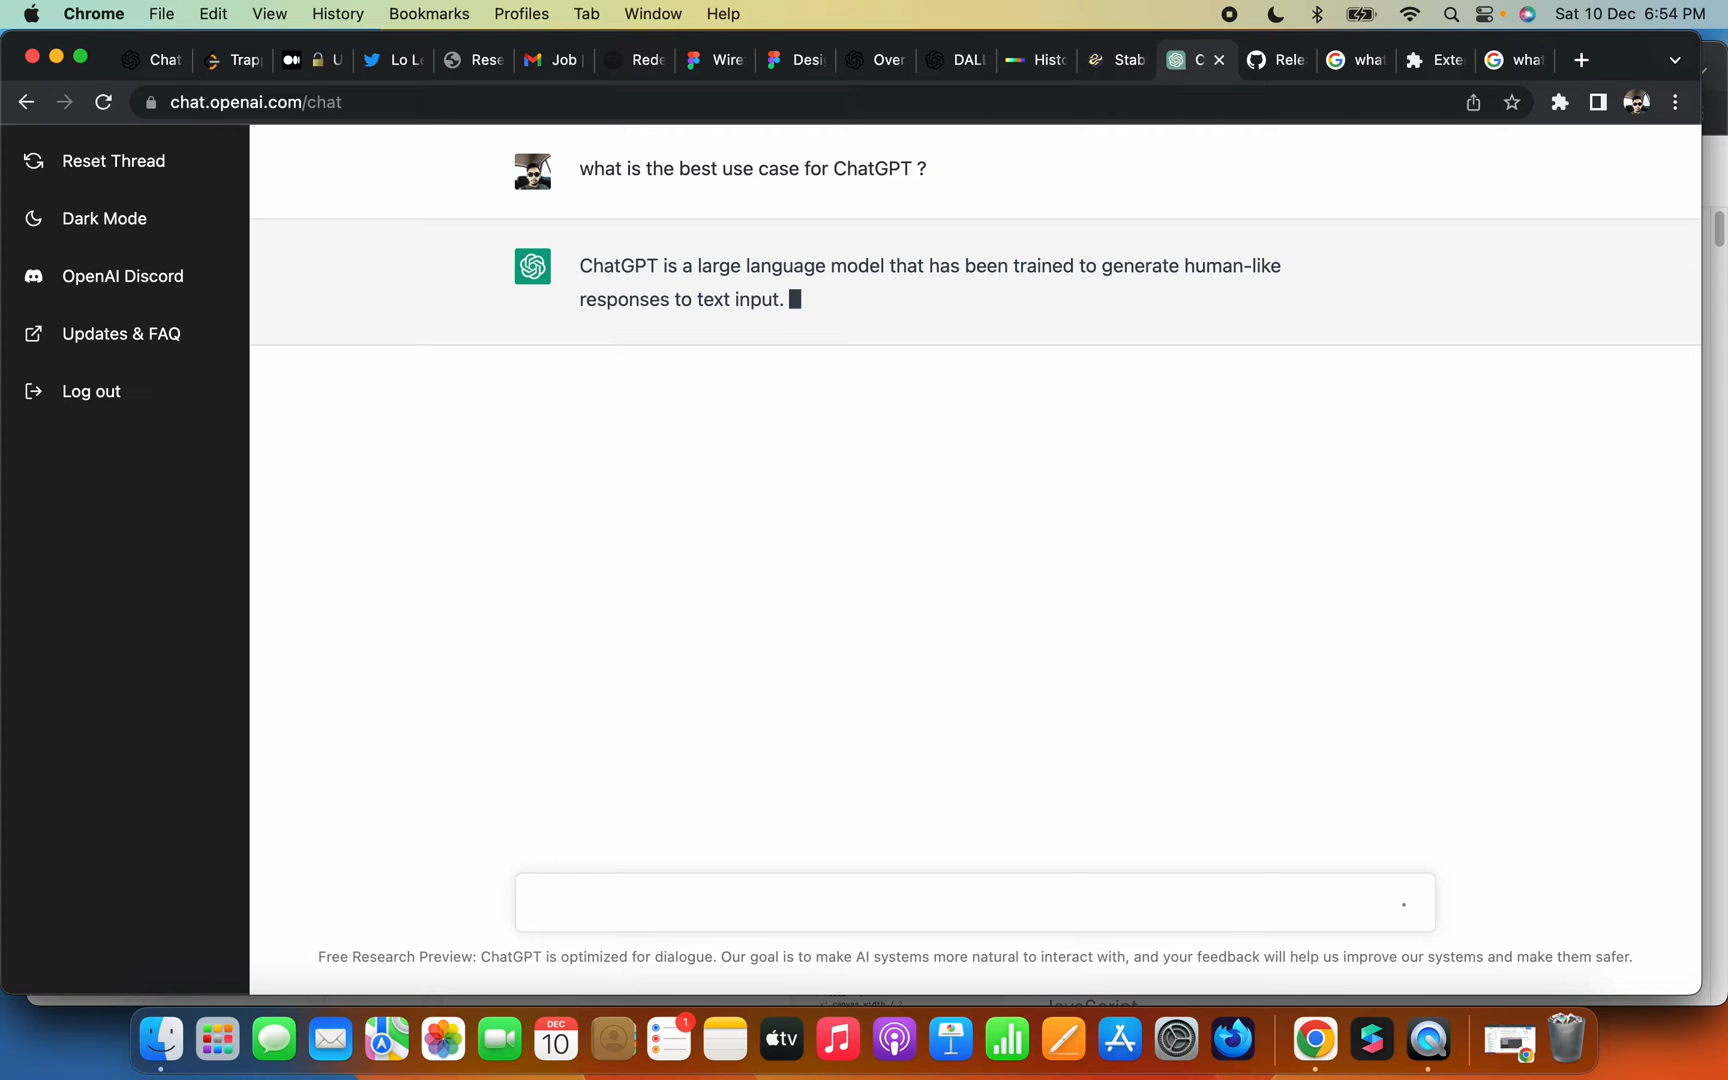 Chrome File Edit View History Bookmarks Profiles Tab Window Help Sat 10 Dec 6:54 PM
Chat Trap U Lo L Rese Job Rede Wire Desi Over DALL Histo Stab C Rele what Exte what
chat.openai.com/chat
Reset Thread
Dark Mode
OpenAI Discord
Updates & FAQ
Log out
what is the best use case for ChatGPT ?
ChatGPT is a large language model that has been trained to generate human-like
responses to text input.
Free Research Preview: ChatGPT is optimized for dialogue. Our goal is to make AI systems more natural to interact with, and your feedback will help us improve our systems and make them safer.
JavaScript
1
DEC
10
tv